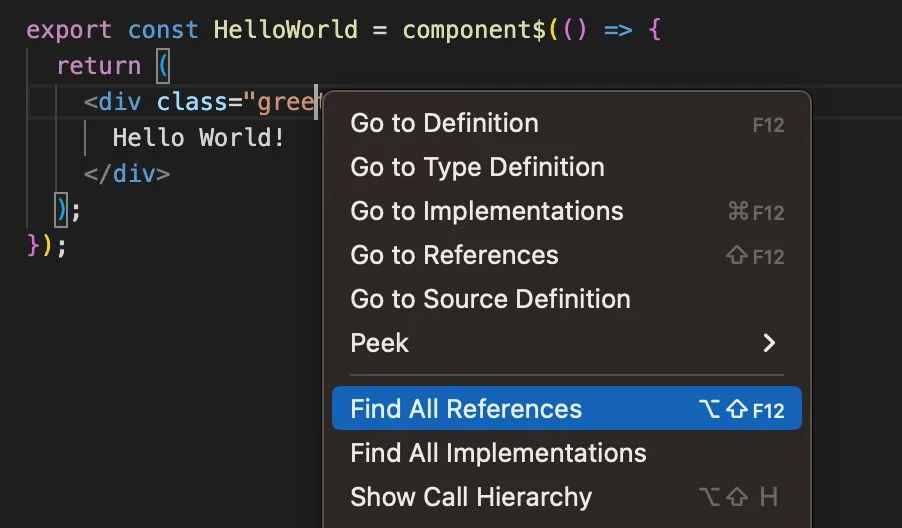 export const HelloWorld = component$(() => {
return (
<div class="gree
Hello World!
</div>
);
});
Go to Definition F12
Go to Type Definition
Go to Implementations ⌘F12
Go to References ⇧F12
Go to Source Definition
Peek
Find All References ⌥⇧F12
Find All Implementations
Show Call Hierarchy ⌥⇧ H